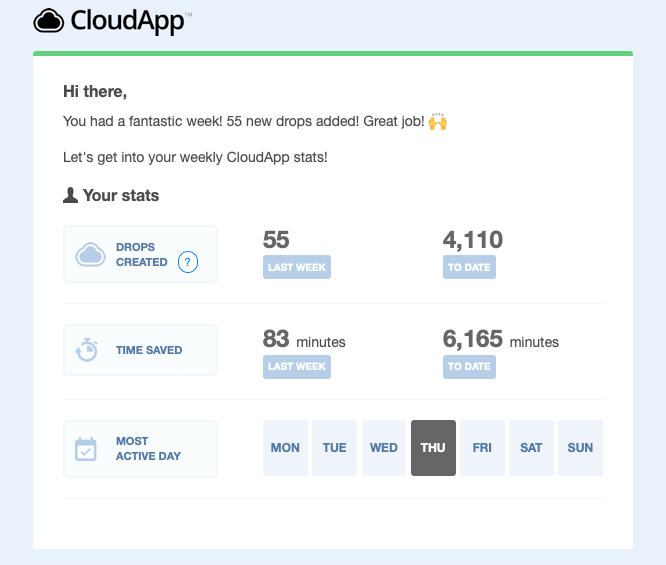 CloudApp™
Hi there,
You had a fantastic week! 55 new drops added! Great job! 🙌
Let's get into your weekly CloudApp stats!
Your stats
DROPS
CREATED ?
55
LAST WEEK
4,110
TO DATE
TIME SAVED
83 minutes
LAST WEEK
6,165 minutes
TO DATE
MOST
ACTIVE DAY
MON TUE WED THU FRI SAT SUN